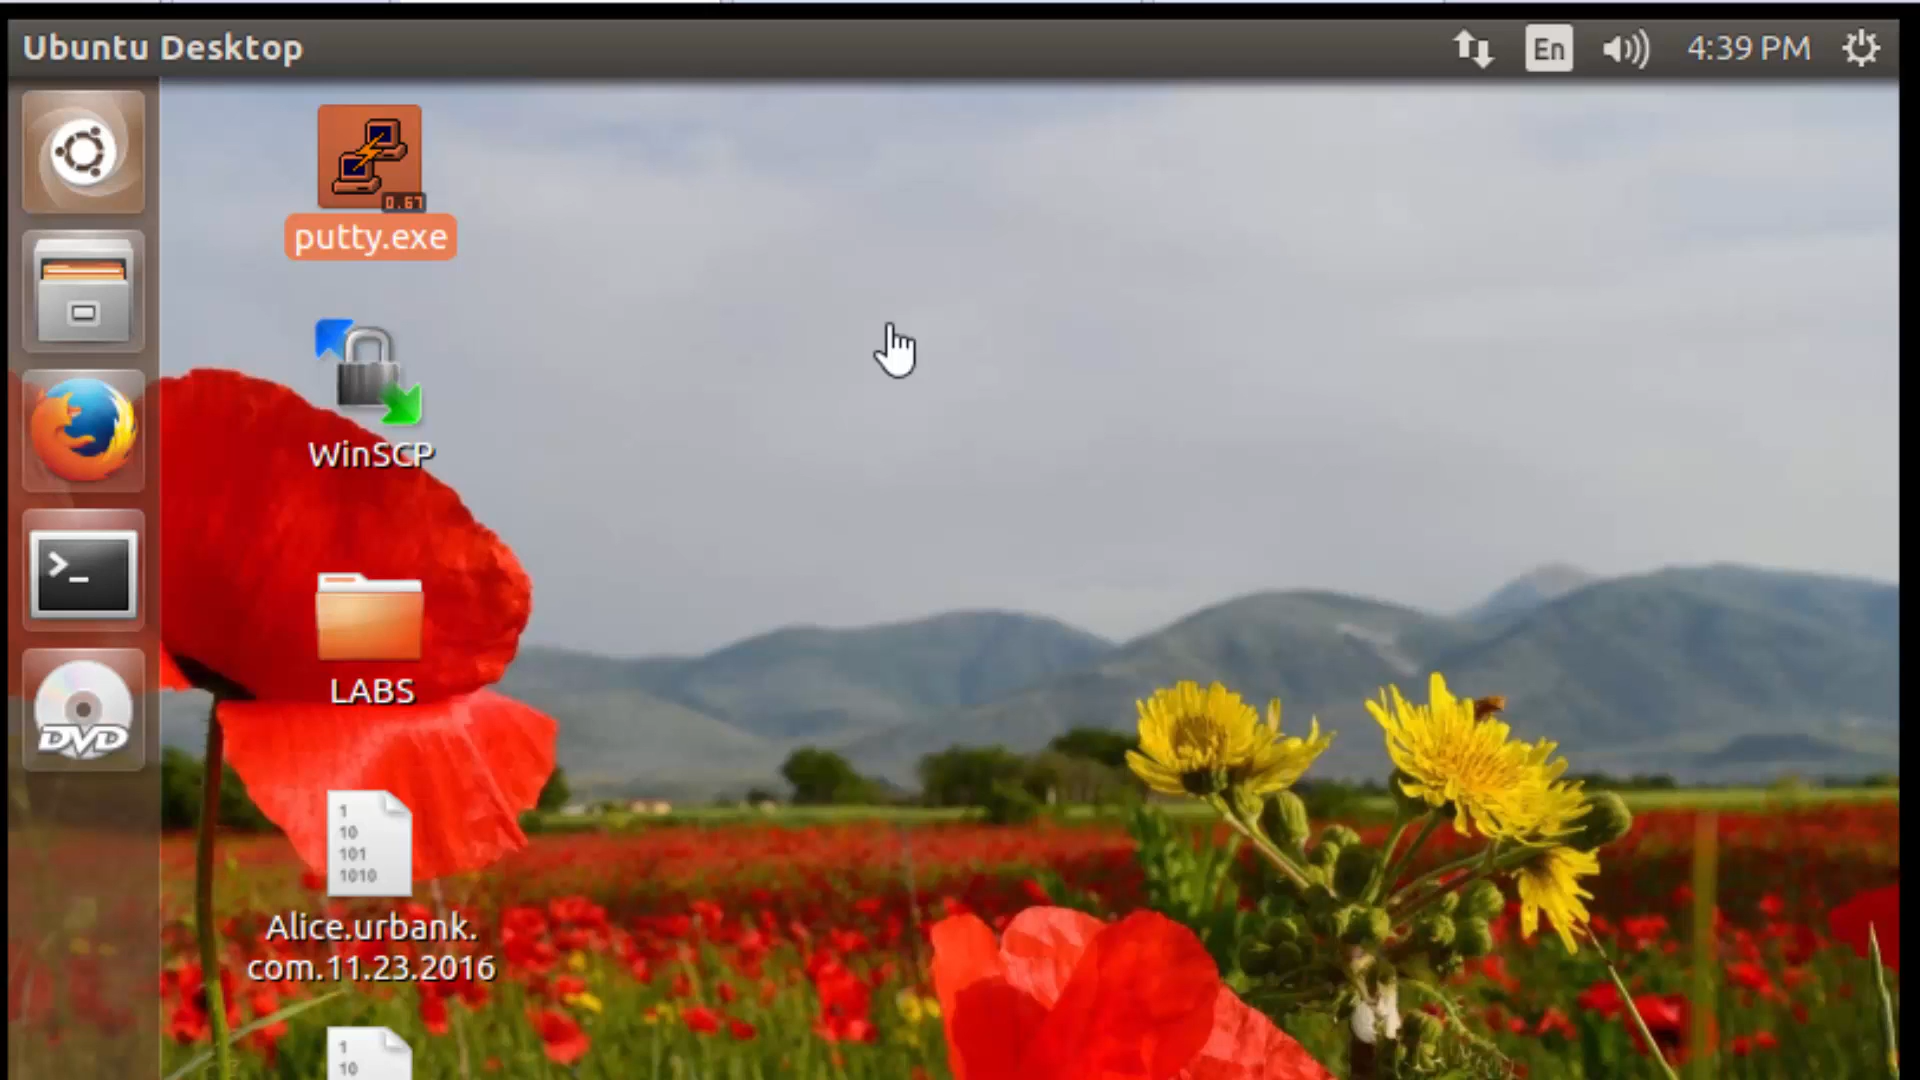 Ubuntu Desktop
En
4:39 PM
0.67
putty.exe
WinSCP
>_
LABS
DVD
1
10
101
1010
Alice.urbank.
com.11.23.2016
1
10